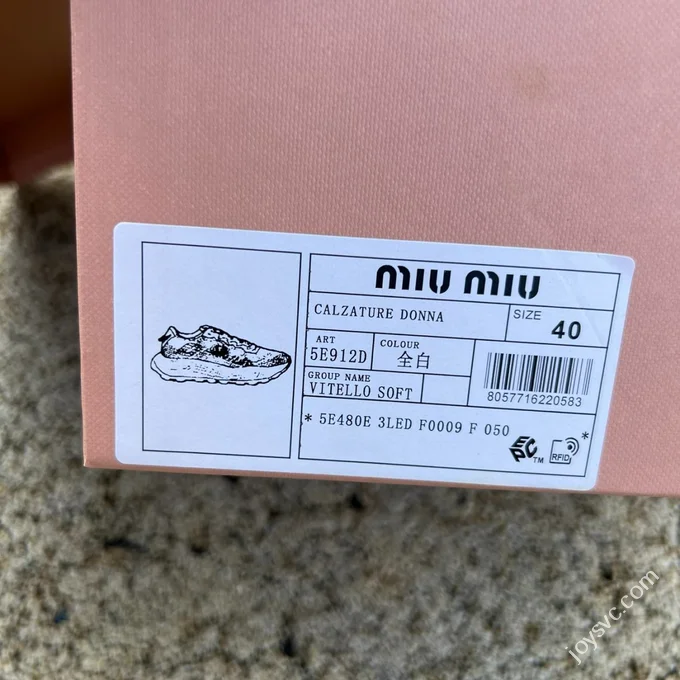 miu miu
CALZATURE DONNA
SIZE
40
ART
5E912D
COLOUR
全白
GROUP NAME
VITELLO SOFT
8057716220583
* 5E480E 3LED F0009 F 050
EPC™
RFID
*
joysvc.com